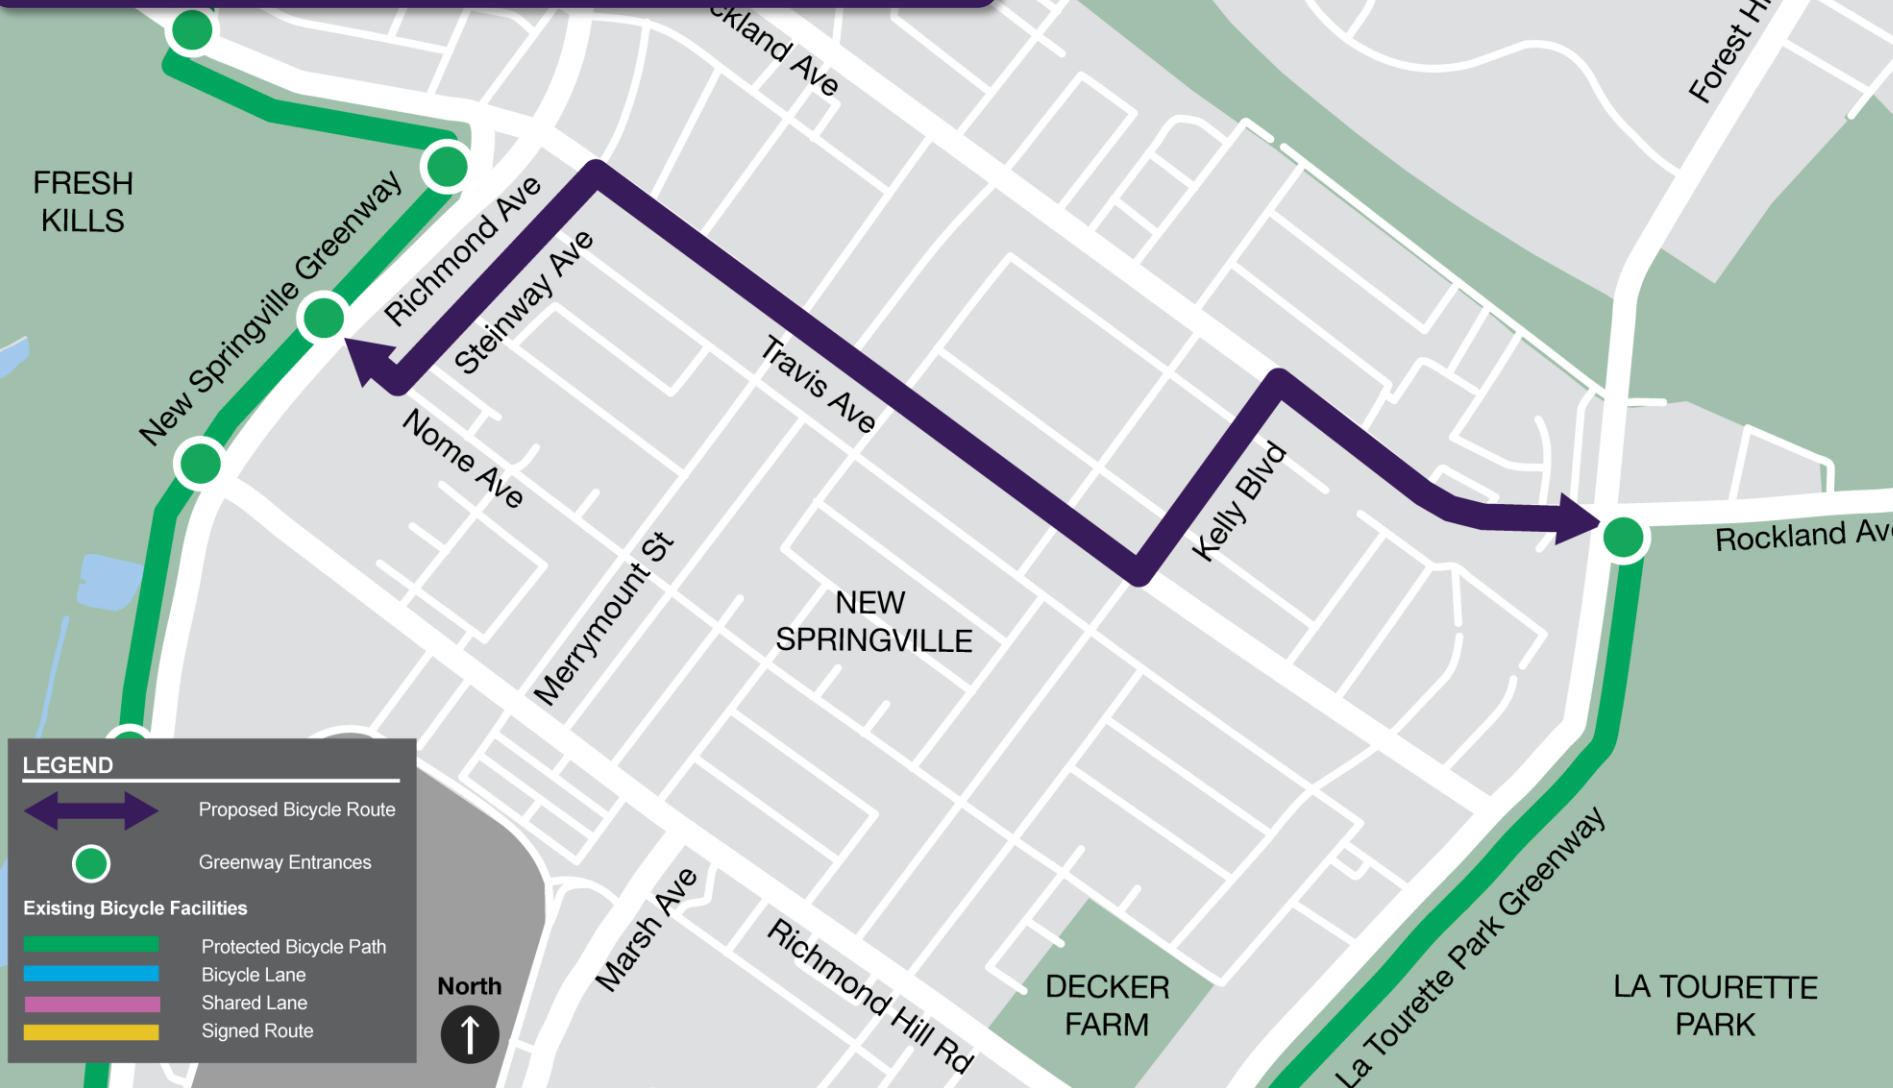 ckland Ave
Forest H
FRESH
KILLS
New Springville Greenway
Richmond Ave
Steinway Ave
Travis Ave
Nome Ave
Kelly Blvd
Rockland Av
Merrymount St
NEW
SPRINGVILLE
LEGEND
Proposed Bicycle Route
Greenway Entrances
Existing Bicycle Facilities
Protected Bicycle Path
Bicycle Lane
Shared Lane
Signed Route
North
Marsh Ave
Richmond Hill Rd
DECKER
FARM
La Tourette Park Greenway
LA TOURETTE
PARK